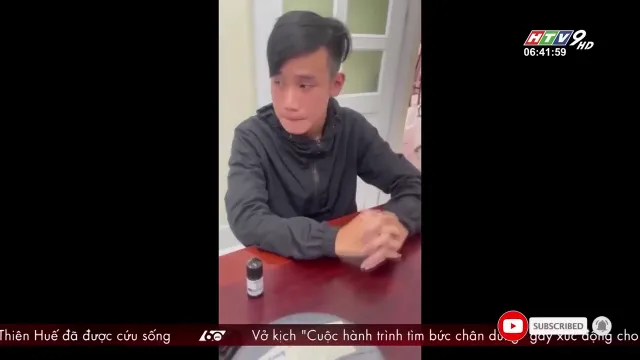 HTV9 HD
06:41:59
SUBSCRIBED
Thiên Huế đã được cứu sống 60 Vở kịch "Cuộc hành trình tìm bức chân dung" gây xúc động cho